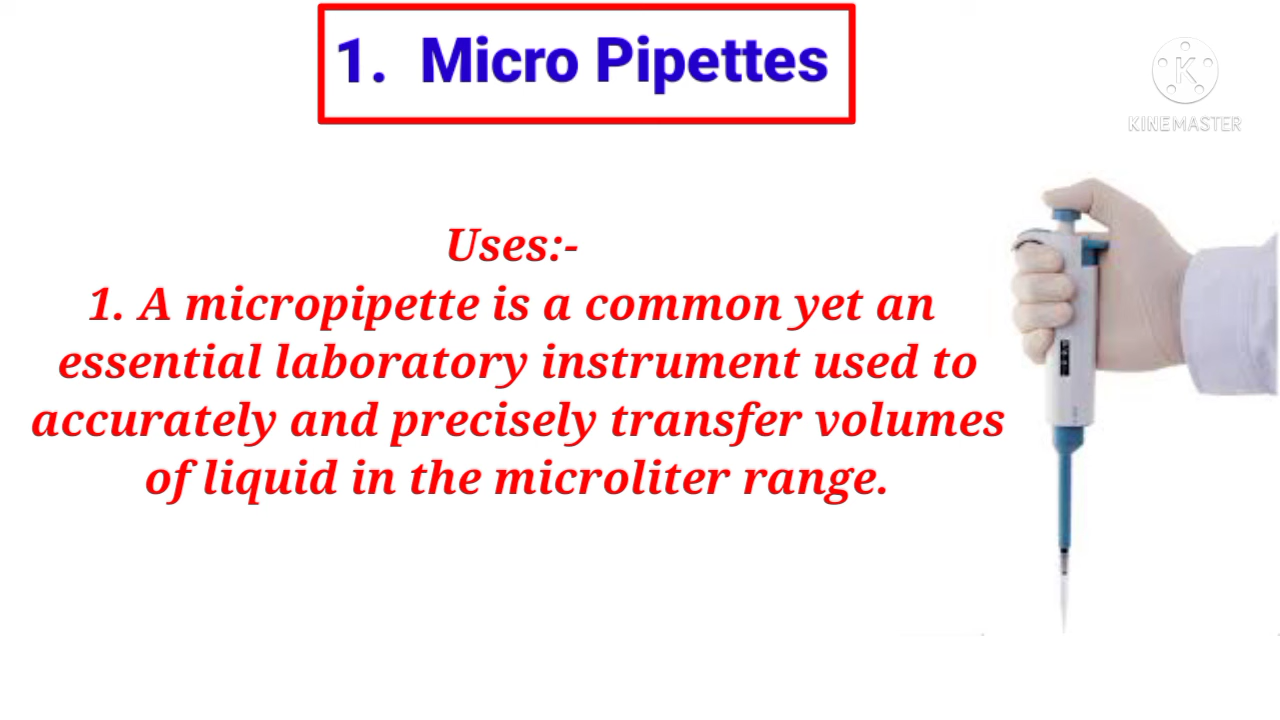 1. Micro Pipettes
K
KINEMASTER
Uses:-
1. A micropipette is a common yet an
essential laboratory instrument used to
accurately and precisely transfer volumes
of liquid in the microliter range.